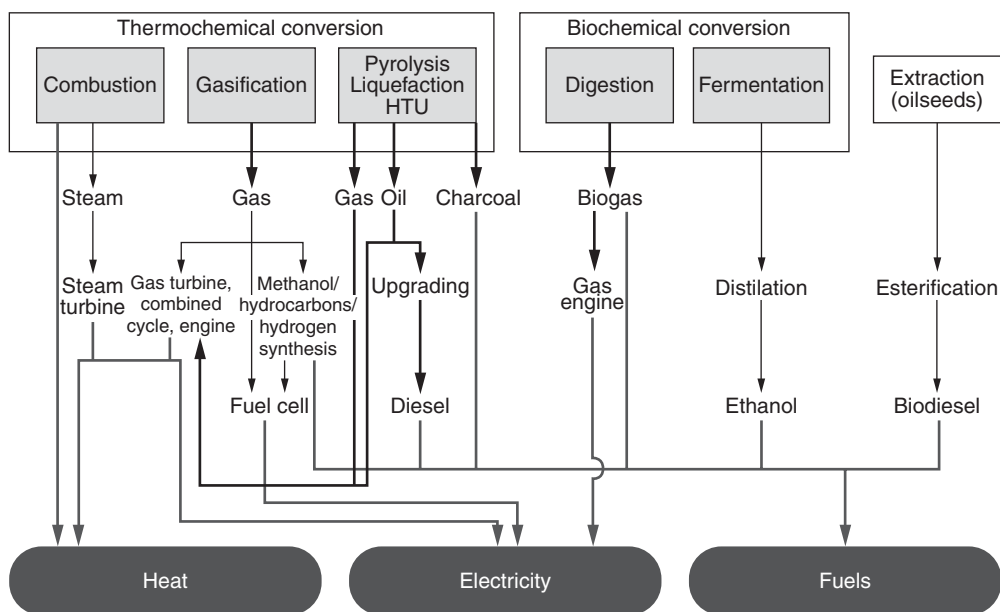 Thermochemical conversion
Biochemical conversion
Combustion
Gasification
Pyrolysis
Liquefaction
HTU
Digestion
Fermentation
Extraction
(oilseeds)
Steam
Gas
Gas
Oil
Charcoal
Biogas
Steam
turbine
Gas turbine,
combined
cycle, engine
Methanol/
hydrocarbons/
hydrogen
synthesis
Upgrading
Gas
engine
Distilation
Esterification
Fuel cell
Diesel
Ethanol
Biodiesel
Heat
Electricity
Fuels